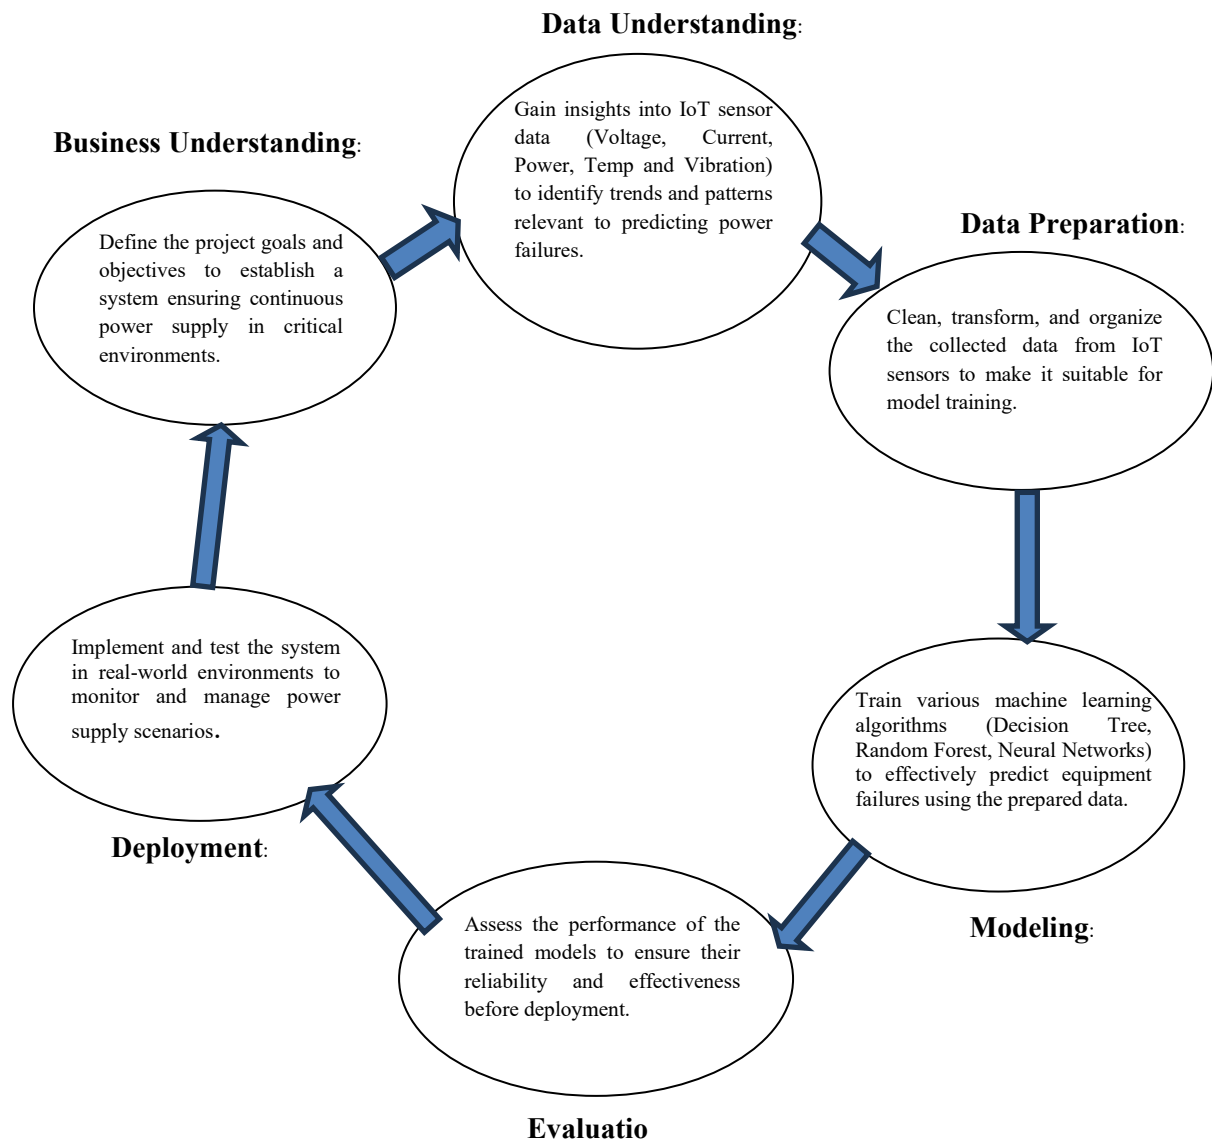 Data Understanding:
Gain insights into IoT sensor
data (Voltage, Current,
Power, Temp and Vibration)
to identify trends and patterns
relevant to predicting power
failures.
Business Understanding:
Define the project goals and
objectives to establish a
system ensuring continuous
power supply in critical
environments.
Data Preparation:
Clean, transform, and organize
the collected data from IoT
sensors to make it suitable for
model training.
Implement and test the system
in real-world environments to
monitor and manage power
supply scenarios.
Deployment:
Train various machine learning
algorithms (Decision Tree,
Random Forest, Neural Networks)
to effectively predict equipment
failures using the prepared data.
Modeling:
Assess the performance of the
trained models to ensure their
reliability and effectiveness
before deployment.
Evaluatio